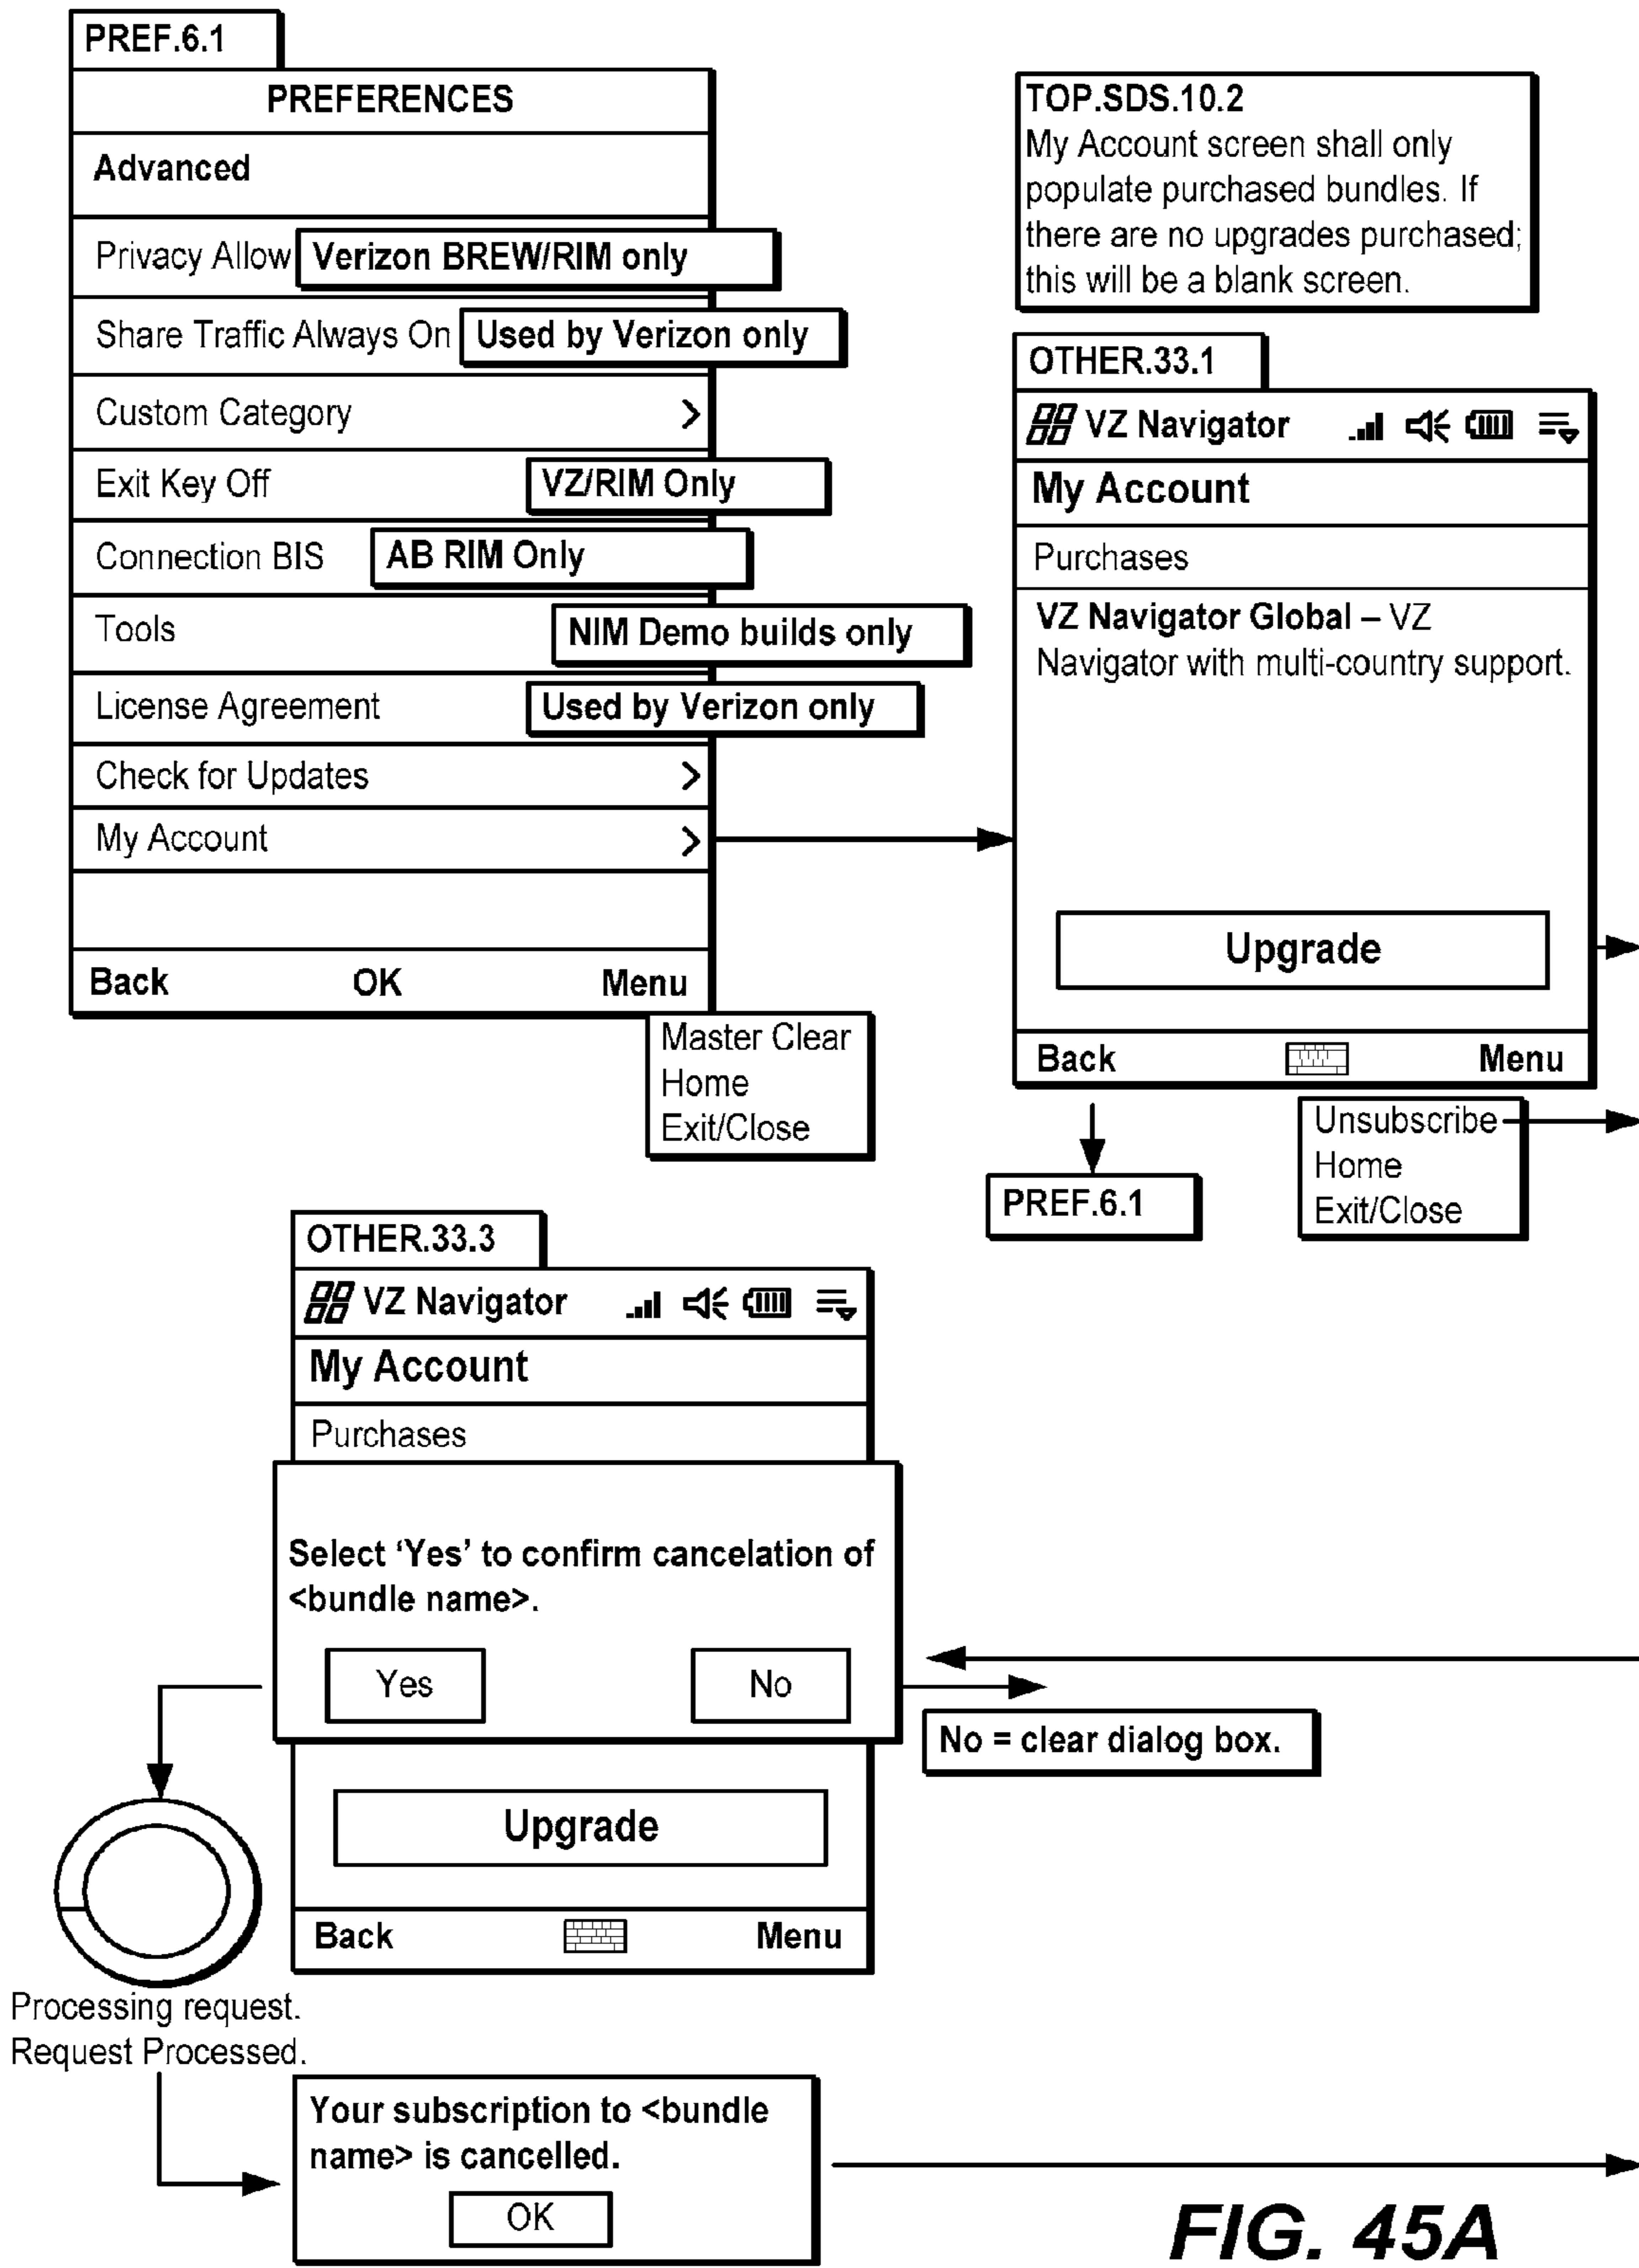 PREF.6.1
PREFERENCES
Advanced
Privacy Allow
Verizon BREW/RIM only
Share Traffic Always On
Used by Verizon only
Custom Category >
Exit Key Off
VZ/RIM Only
Connection BIS
AB RIM Only
Tools
NIM Demo builds only
License Agreement
Used by Verizon only
Check for Updates >
My Account >
Back OK Menu
Master Clear
Home
Exit/Close
TOP.SDS.10.2
My Account screen shall only
populate purchased bundles. If
there are no upgrades purchased;
this will be a blank screen.
OTHER.33.1
VZ Navigator
My Account
Purchases
VZ Navigator Global – VZ
Navigator with multi-country support.
Upgrade
Back Menu
PREF.6.1
Unsubscribe
Home
Exit/Close
OTHER.33.3
VZ Navigator
My Account
Purchases
Select ‘Yes’ to confirm cancelation of
<bundle name>.
Yes No
No = clear dialog box.
Upgrade
Back Menu
Processing request.
Request Processed.
Your subscription to <bundle
name> is cancelled.
OK
FIG. 45A